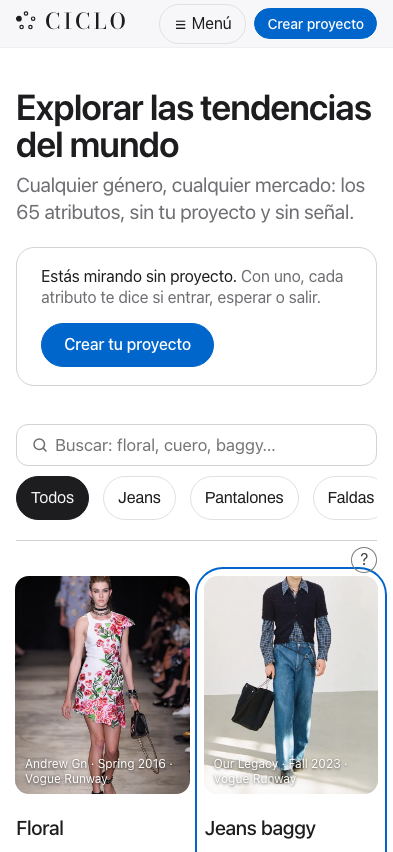 CICLO
≡ Menú
Crear proyecto
Explorar las tendencias
del mundo
Cualquier género, cualquier mercado: los
65 atributos, sin tu proyecto y sin señal.
Estás mirando sin proyecto. Con uno, cada
atributo te dice si entrar, esperar o salir.
Crear tu proyecto
Buscar: floral, cuero, baggy...
Todos
Jeans
Pantalones
Faldas
?
Andrew Gn · Spring 2016 ·
Vogue Runway
Our Legacy · Fall 2023 ·
Vogue Runway
Floral
Jeans baggy